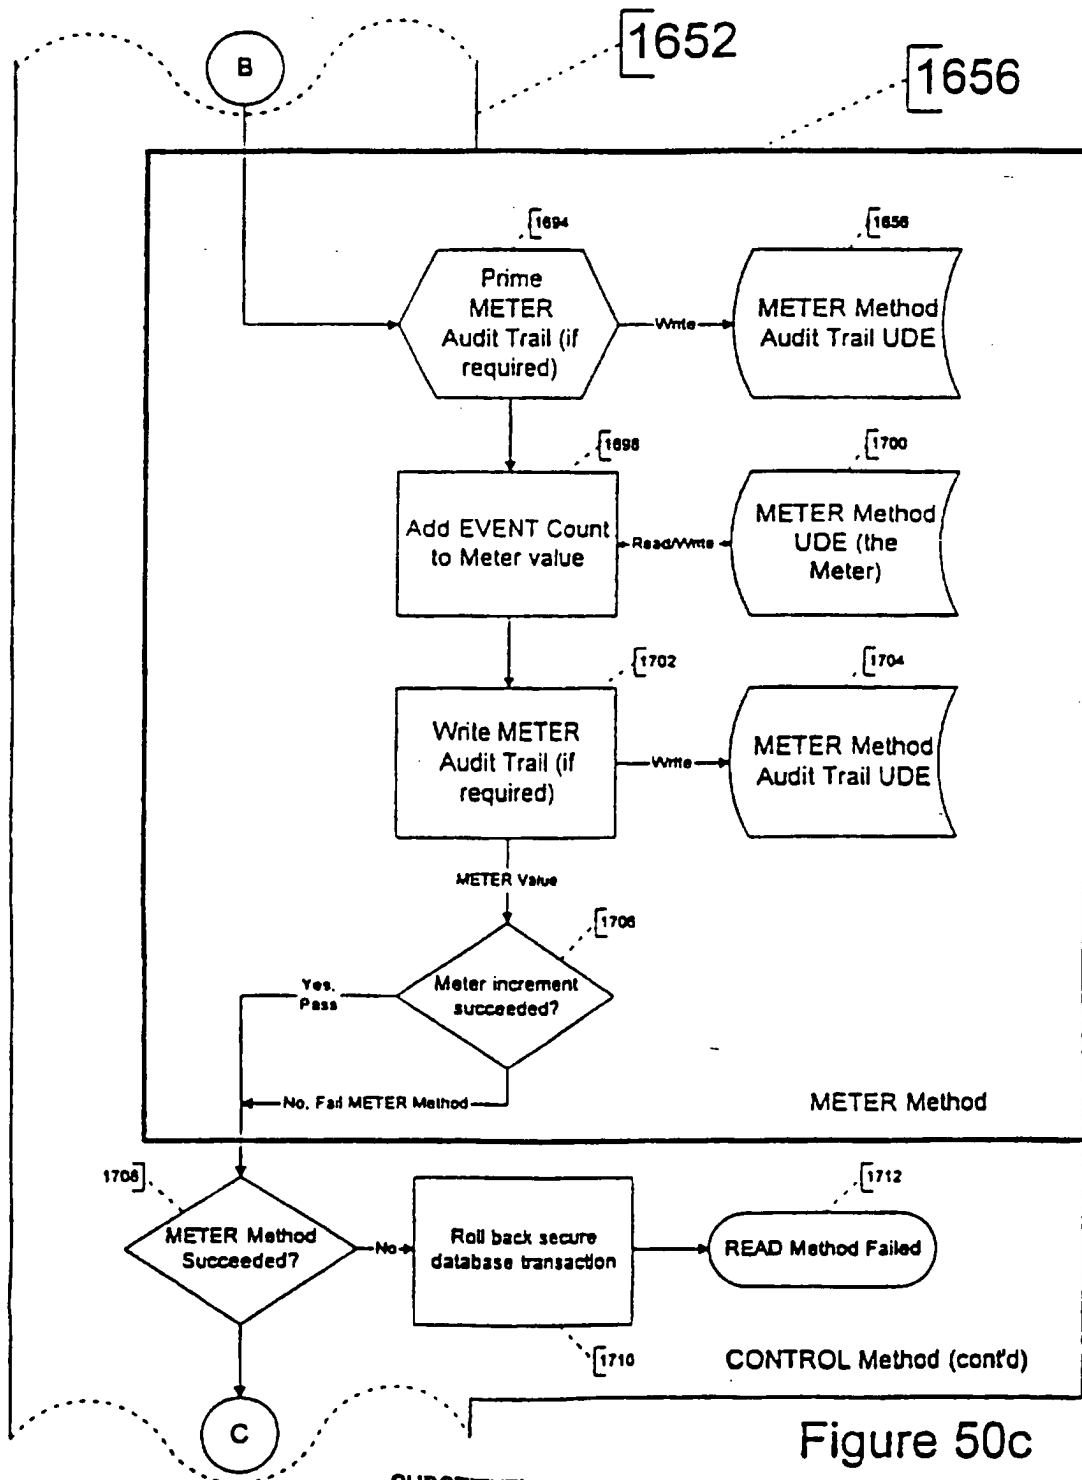 1652
1656
B
1694
1656
Prime
METER
Audit Trail (if
required)
Write
METER Method
Audit Trail UDE
1698
1700
Add EVENT Count
to Meter value
Read/Write
METER Method
UDE (the
Meter)
1702
1704
Write METER
Audit Trail (if
required)
Write
METER Method
Audit Trail UDE
METER Value
1706
Meter increment
succeeded?
Yes,
Pass
No, Fail METER Method
METER Method
1708
METER Method
Succeeded?
No
Roll back secure
database transaction
1712
READ Method Failed
1710
CONTROL Method (cont'd)
C
Figure 50c